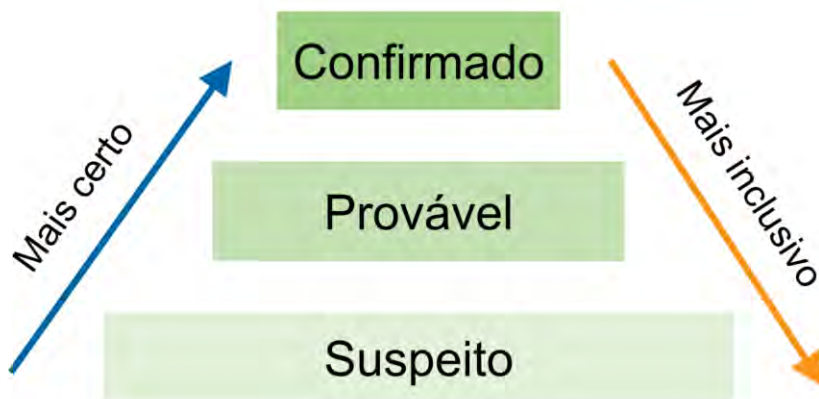 Confirmado
Mais certo
Mais inclusivo
Provável
Suspeito